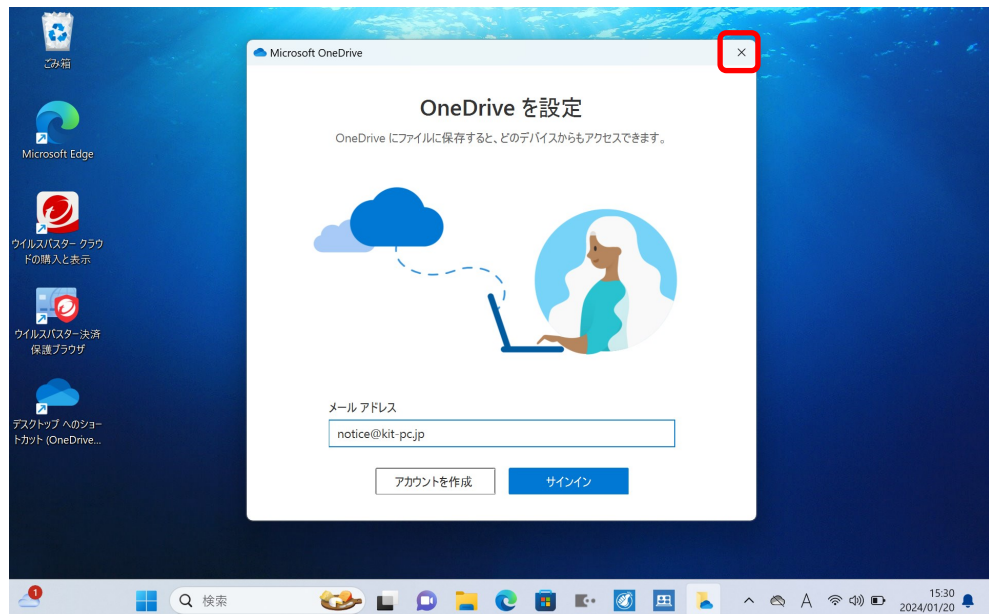 ごみ箱
Microsoft Edge
ウイルスバスター クラウ
ドの購入と表示
ウイルスバスター決済
保護ブラウザ
デスクトップ へのショー
トカット (OneDrive...
Microsoft OneDrive
OneDrive を設定
OneDrive にファイルに保存すると、どのデバイスからもアクセスできます。
メール アドレス
notice@kit-pc.jp
アカウントを作成
サインイン
1
検索
A
15:30
2024/01/20